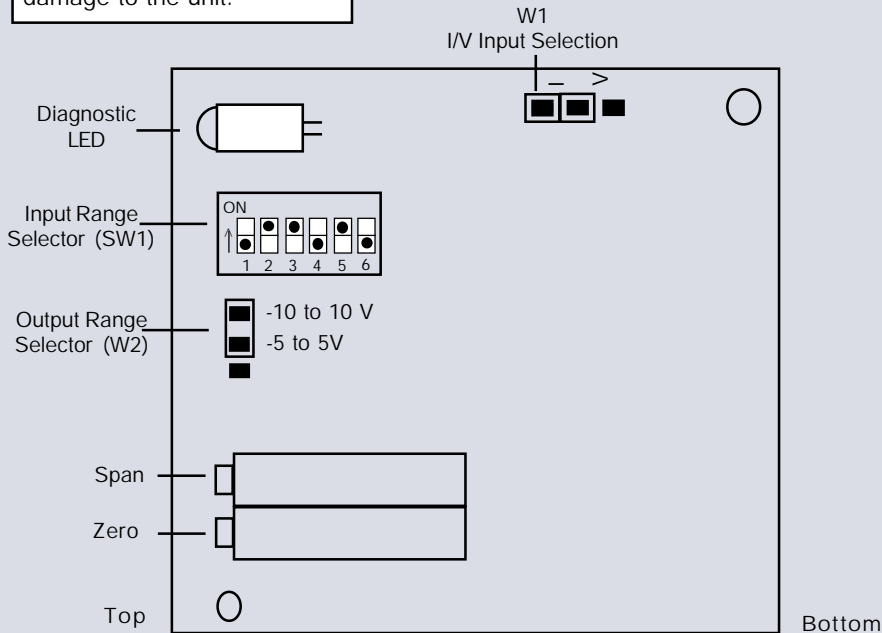 damage to the unit.
W1
I/V Input Selection
– >
Diagnostic
LED
ON
Input Range
Selector (SW1)
1 2 3 4 5 6
-10 to 10 V
Output Range
Selector (W2)
-5 to 5V
Span
Zero
Top
Bottom